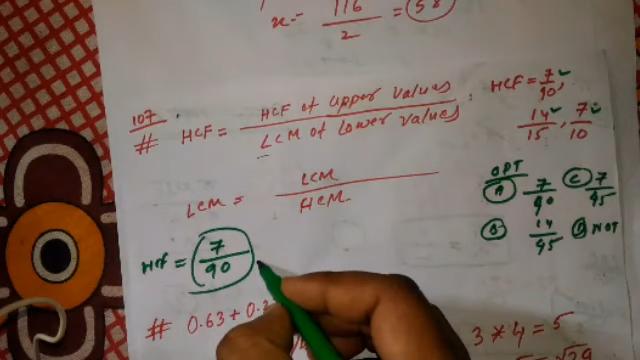 x = 116/2 = 58
107
# HCF = HCF of upper values / LCM of lower values
HCF = 7/90,
14/15, 7/10
LCM = LCM / HCM
OPT
A 7/90 C 7/45
B 14/45 D NOT
HCF = 7/90
# 0.63 +
3 * 4 = 5